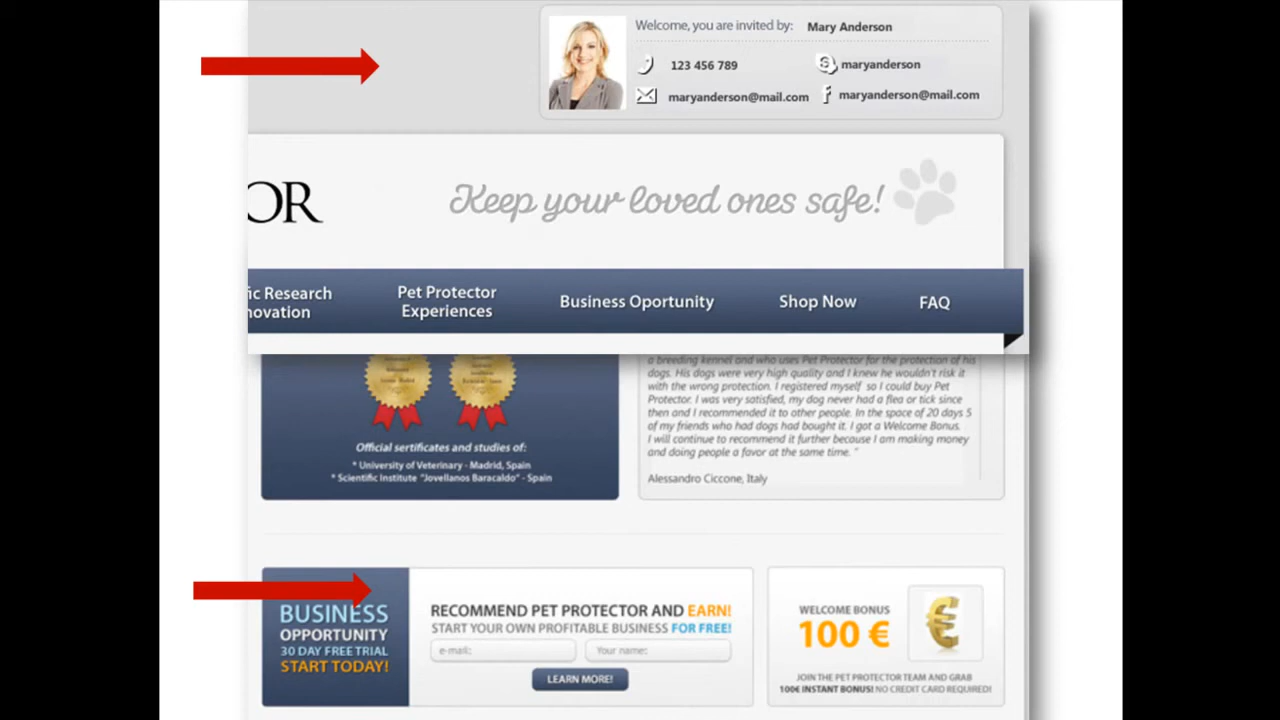 Welcome, you are invited by: Mary Anderson
123 456 789
maryanderson
maryanderson@mail.com
maryanderson@mail.com
OR
Keep your loved ones safe!
fic Research
novation
Pet Protector
Experiences
Business Oportunity
Shop Now
FAQ
Official sertificates and studies of:
* University of Veterinary - Madrid, Spain
* Scientific Institute "Jovellanos Baracaldo" - Spain
a breeding kennel and who uses Pet Protector for the protection of his
dogs. His dogs were very high quality and I knew he wouldn't risk it
with the wrong protection. I registered myself so I could buy Pet
Protector. I was very satisfied, my dog never had a flea or tick since
then and I recommended it to other people. In the space of 20 days 5
of my friends who had dogs had bought it. I got a Welcome Bonus.
I will continue to recommend it further because I am making money
and doing people a favor at the same time. "
Alessandro Ciccone, Italy
BUSINESS
OPPORTUNITY
30 DAY FREE TRIAL
START TODAY!
RECOMMEND PET PROTECTOR AND EARN!
START YOUR OWN PROFITABLE BUSINESS FOR FREE!
e-mail:
Your name:
LEARN MORE!
WELCOME BONUS
100 €
JOIN THE PET PROTECTOR TEAM AND GRAB
100€ INSTANT BONUS! NO CREDIT CARD REQUIRED!